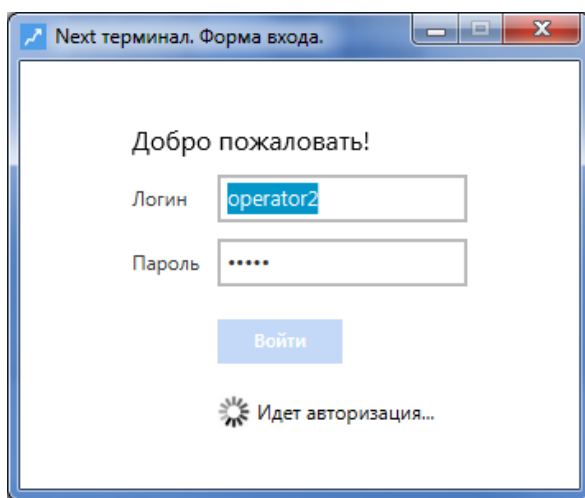 Next терминал. Форма входа.
Добро пожаловать!
Логин operator2
Пароль •••••
Войти
Идет авторизация...